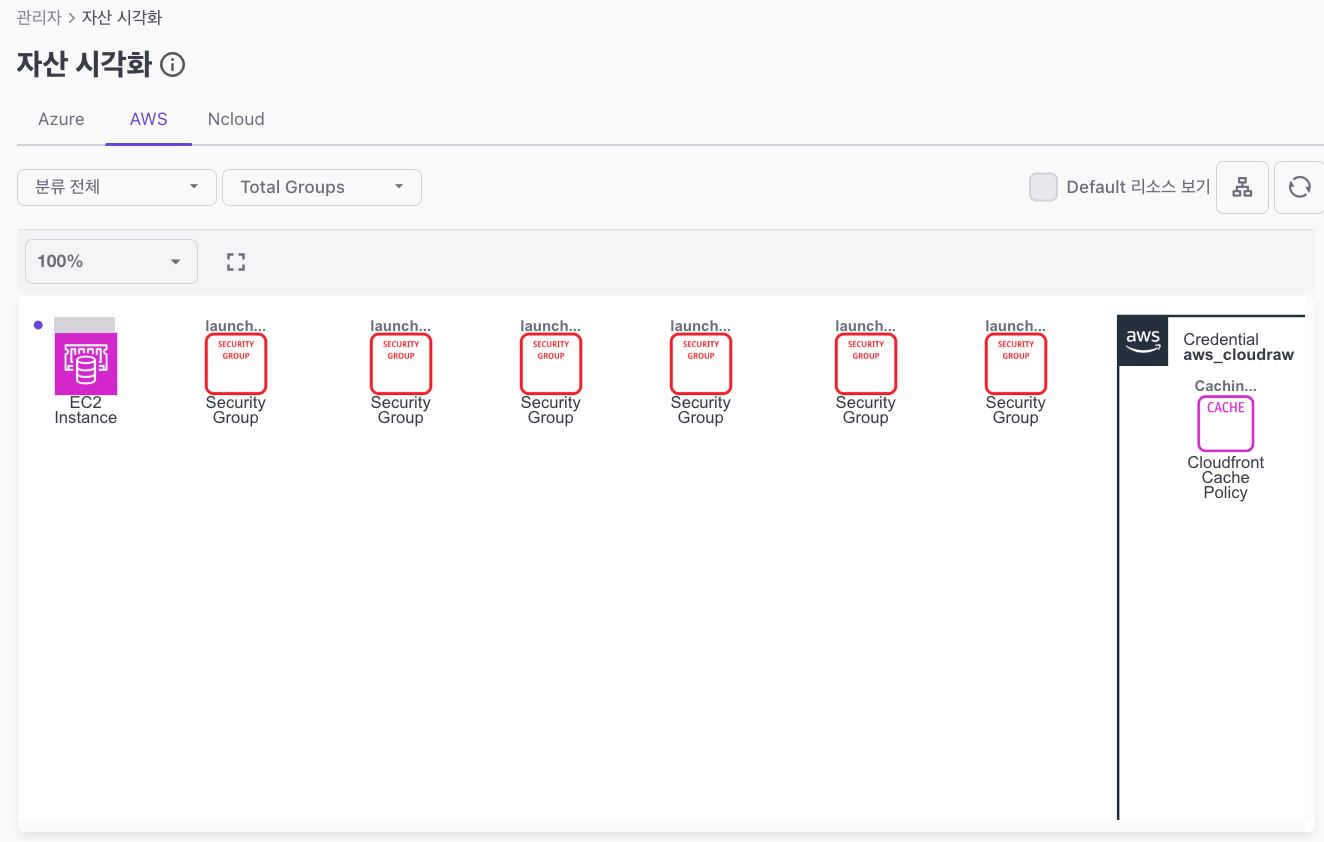 관리자 > 자산 시각화
자산 시각화
Azure AWS Ncloud
분류 전체 Total Groups Default 리소스 보기
100%
launch... launch... launch... launch... launch... launch...
SECURITY GROUP SECURITY GROUP SECURITY GROUP SECURITY GROUP SECURITY GROUP SECURITY GROUP
EC2 Instance
Security Group Security Group Security Group Security Group Security Group Security Group
aws
Credential
aws_cloudraw
Cachin...
CACHE
Cloudfront
Cache
Policy